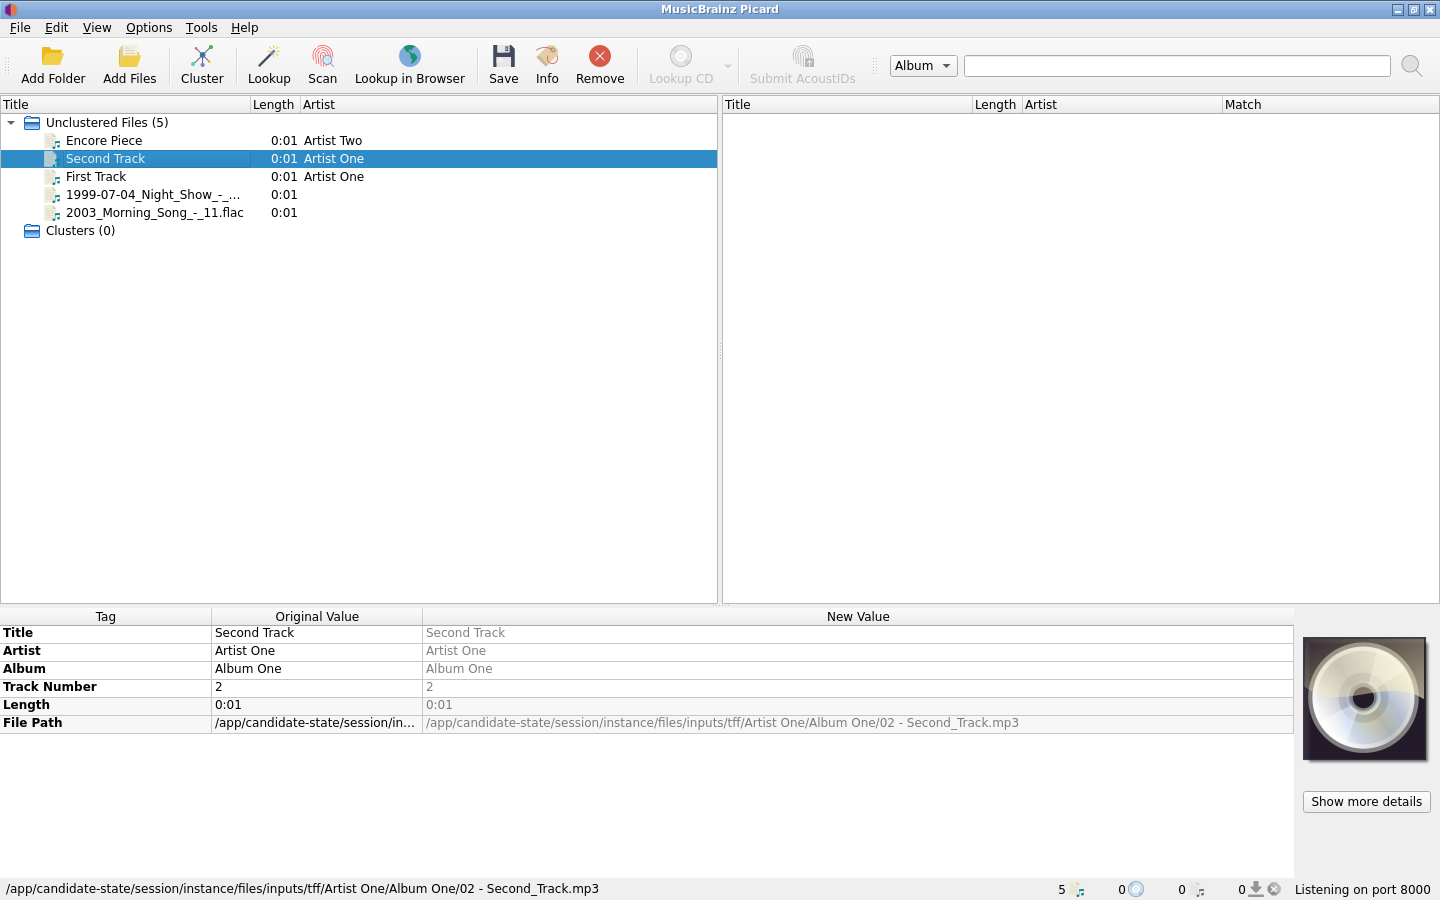 MusicBrainz Picard
File Edit View Options Tools Help
Add Folder Add Files Cluster Lookup Scan Lookup in Browser Save Info Remove Lookup CD Submit AcoustIDs Album
Title Length Artist Title Length Artist Match
Unclustered Files (5)
Encore Piece 0:01 Artist Two
Second Track 0:01 Artist One
First Track 0:01 Artist One
1999-07-04_Night_Show_-_... 0:01
2003_Morning_Song_-_11.flac 0:01
Clusters (0)
Tag Original Value New Value
Title Second Track Second Track
Artist Artist One Artist One
Album Album One Album One
Track Number 2 2
Length 0:01 0:01
File Path /app/candidate-state/session/in... /app/candidate-state/session/instance/files/inputs/tff/Artist One/Album One/02 - Second_Track.mp3
Show more details
/app/candidate-state/session/instance/files/inputs/tff/Artist One/Album One/02 - Second_Track.mp3 5 0 0 0 Listening on port 8000